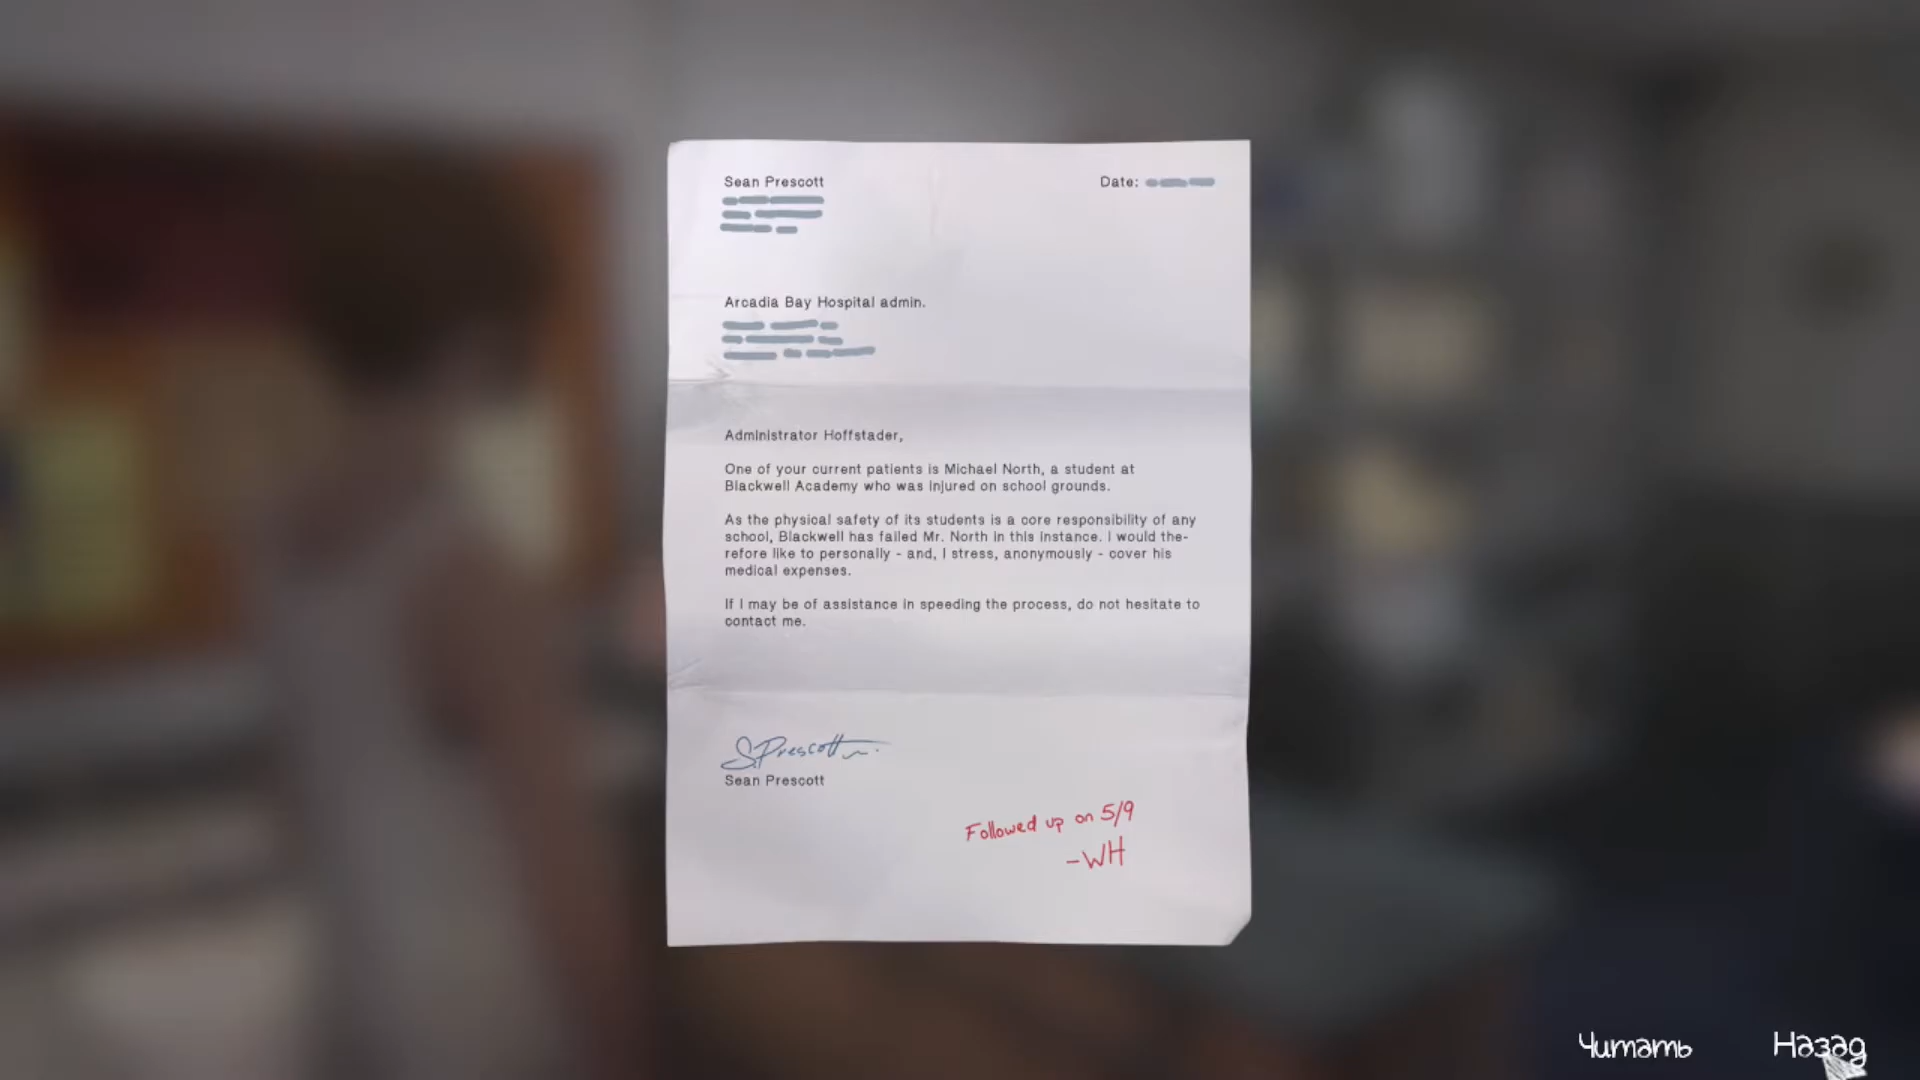 Sean Prescott
Date:
Arcadia Bay Hospital admin.
Administrator Hoffstader,
One of your current patients is Michael North, a student at
Blackwell Academy who was injured on school grounds.
As the physical safety of its students is a core responsibility of any
school, Blackwell has failed Mr. North in this instance. I would the-
refore like to personally - and, I stress, anonymously - cover his
medical expenses.
If I may be of assistance in speeding the process, do not hesitate to
contact me.
S.Prescott
Sean Prescott
Followed up on 5/9
-WH
Читать
Назад